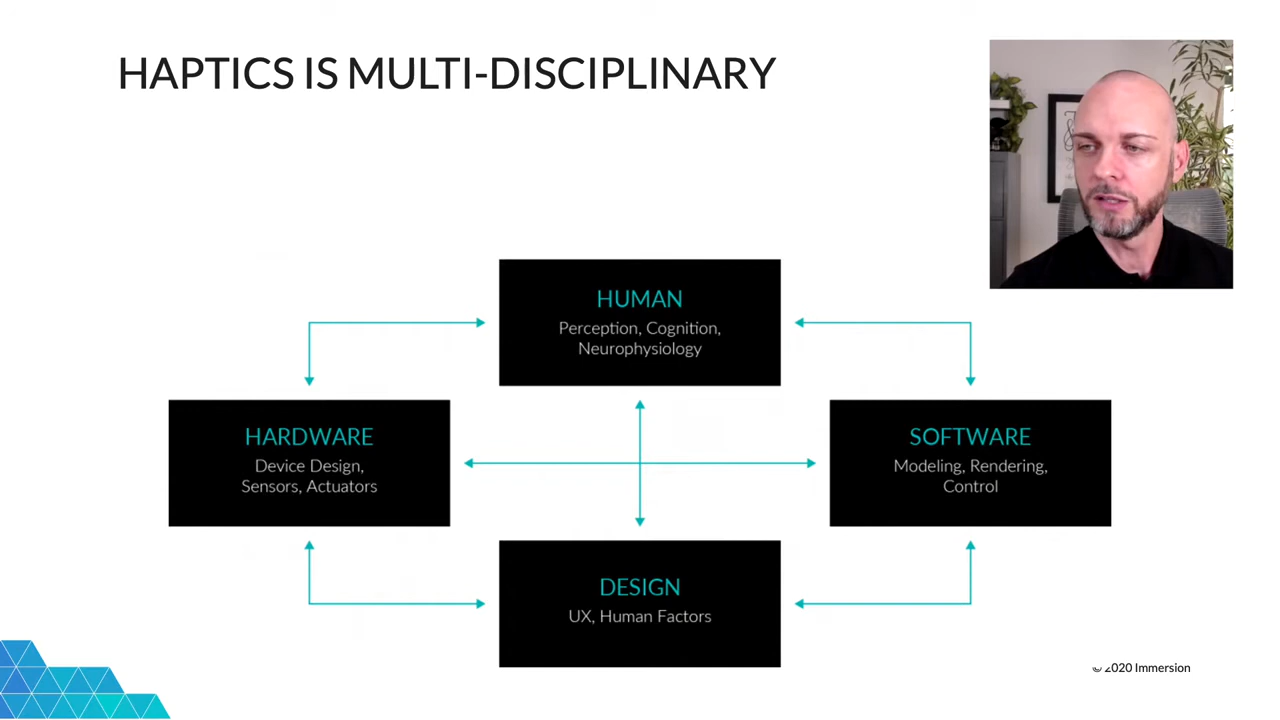 HAPTICS IS MULTI-DISCIPLINARY
HUMAN
Perception, Cognition,
Neurophysiology
HARDWARE
Device Design,
Sensors, Actuators
SOFTWARE
Modeling, Rendering,
Control
DESIGN
UX, Human Factors
© 2020 Immersion